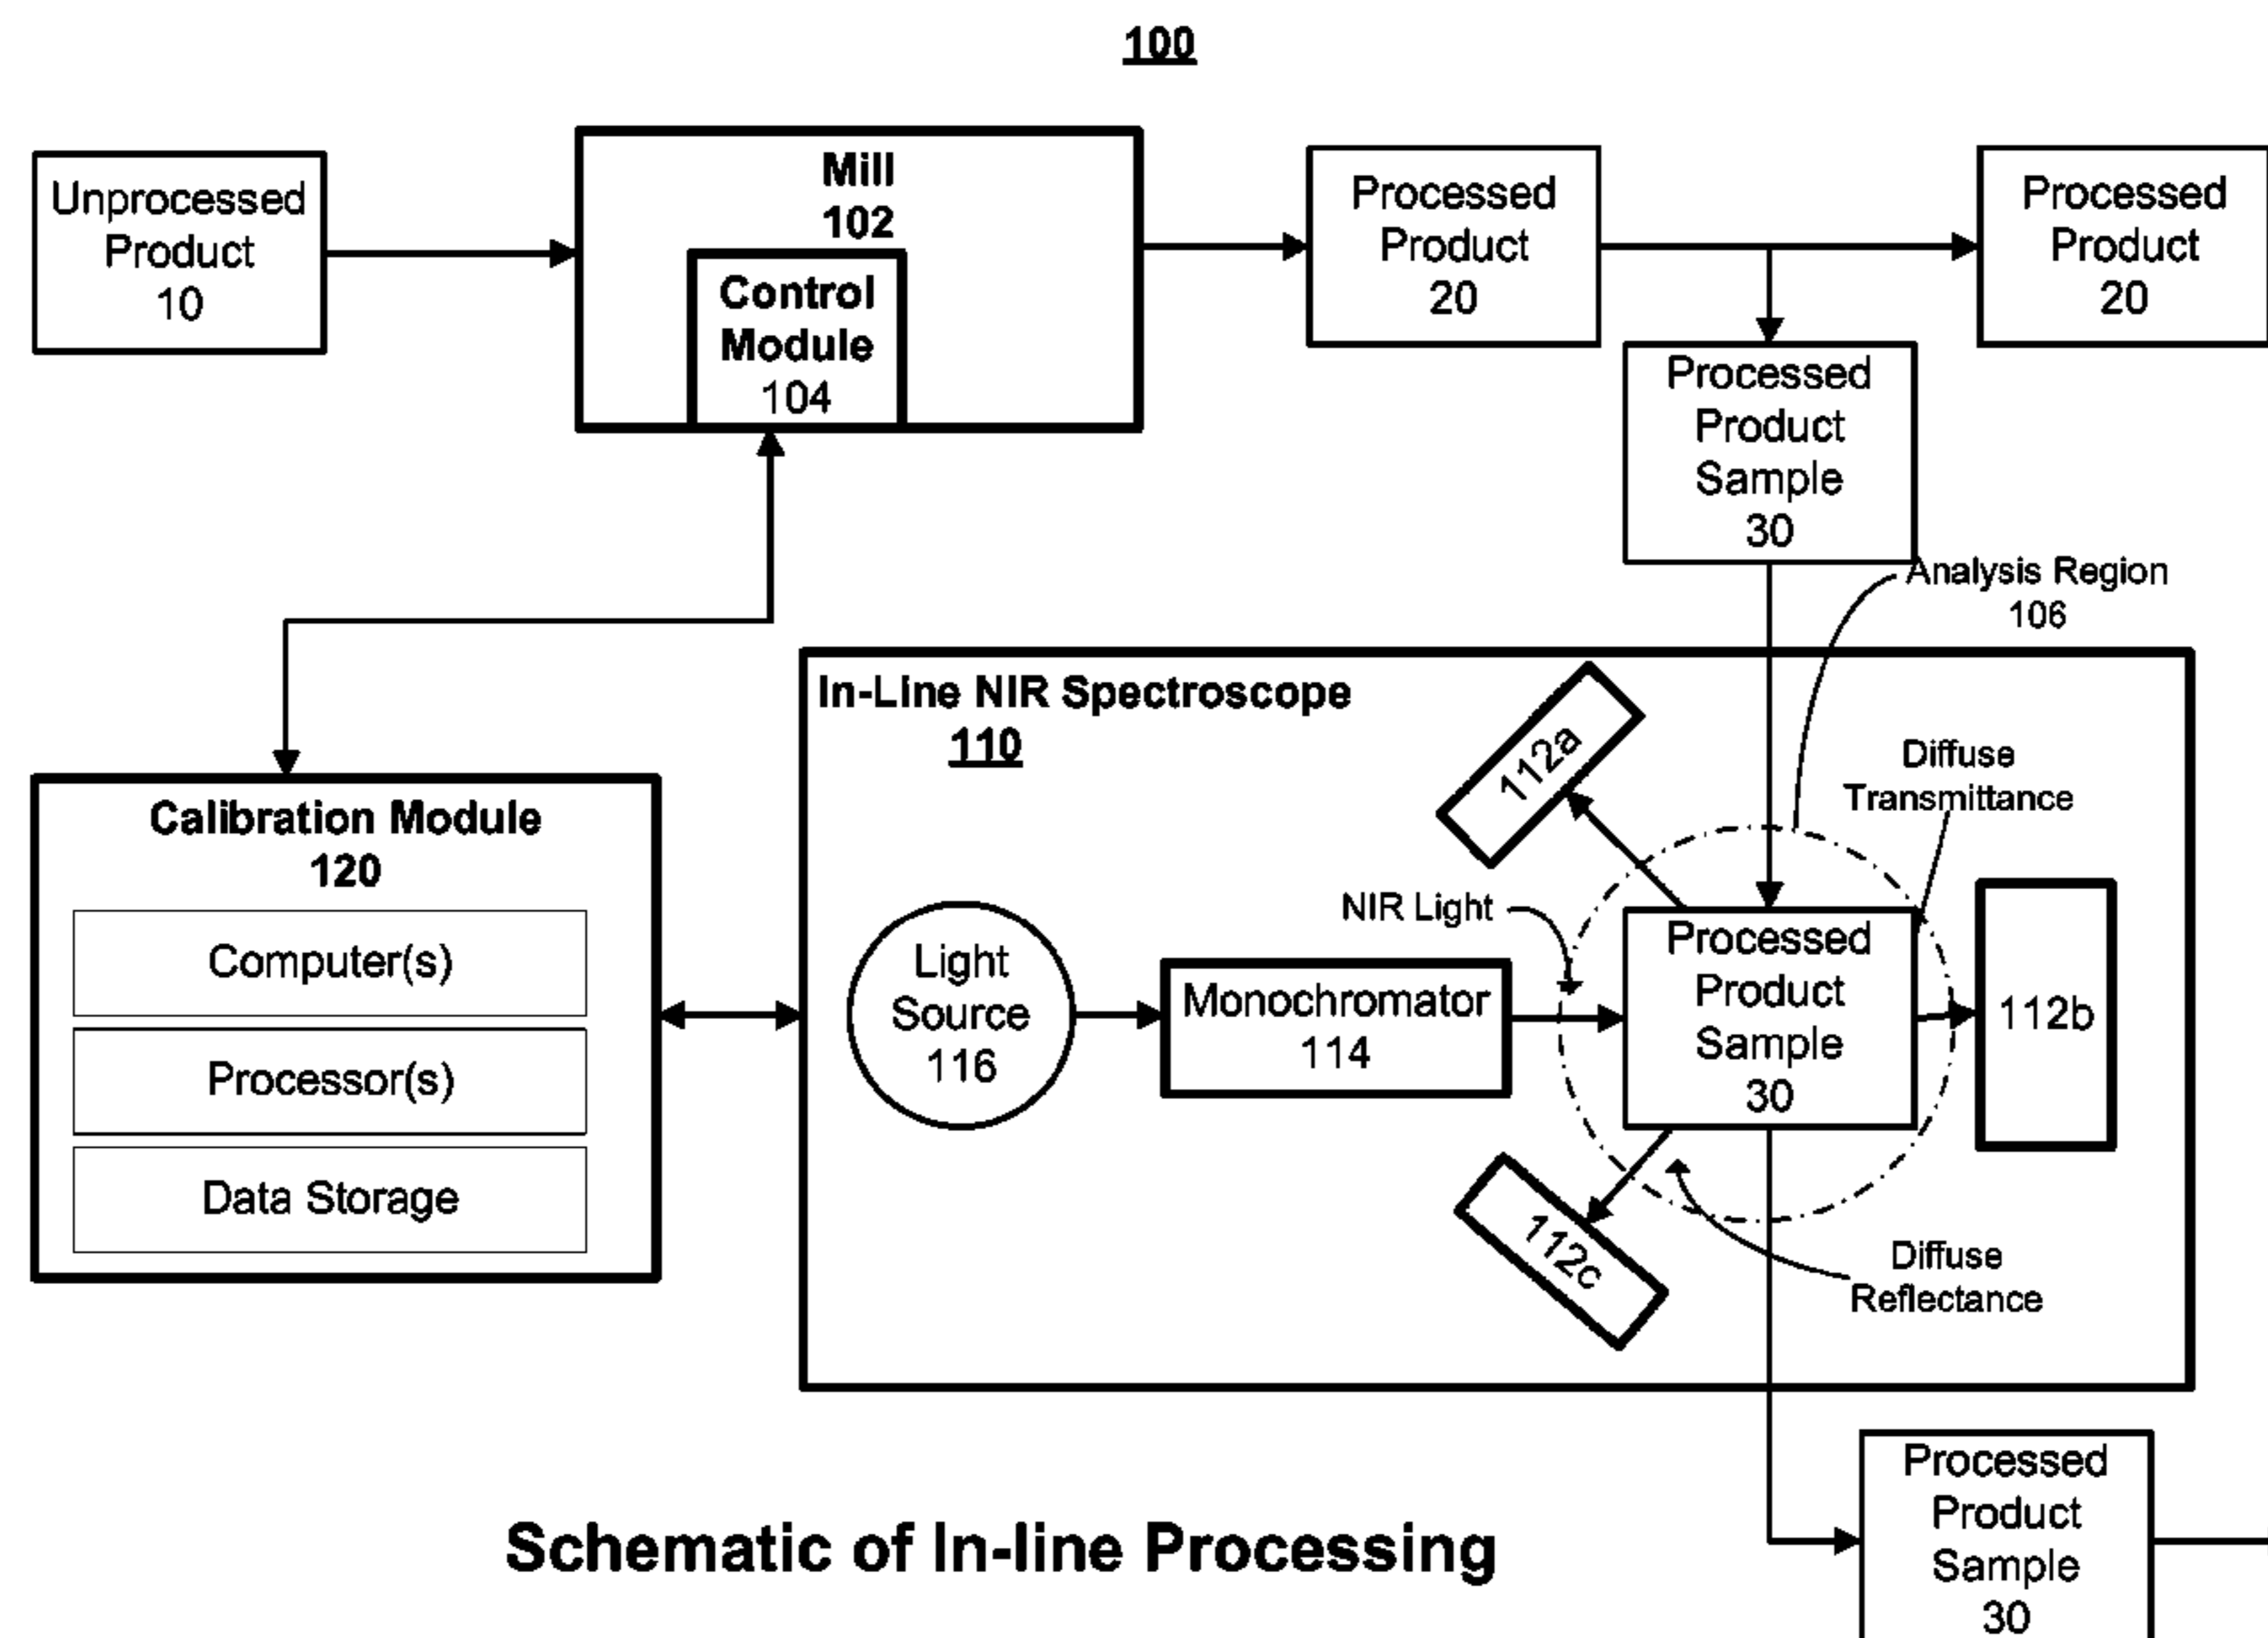 100
Unprocessed
Product
10
Mill
102
Control
Module
104
Processed
Product
20
Processed
Product
20
Processed
Product
Sample
30
Analysis Region
106
In-Line NIR Spectroscope
110
112a
Diffuse
Transmittance
Calibration Module
120
Computer(s)
Processor(s)
Data Storage
Light
Source
116
Monochromator
114
NIR Light
Processed
Product
Sample
30
112b
112c
Diffuse
Reflectance
Processed
Product
Sample
30
Schematic of In-line Processing